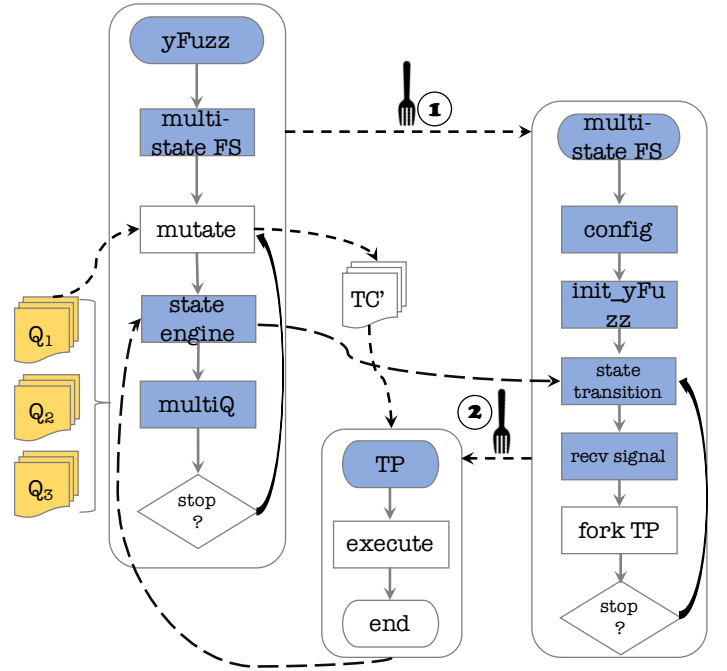 yFuzz
multi-
state FS
mutate
state
engine
multiQ
stop
?
Q1
Q2
Q3
1
TC'
2
TP
execute
end
multi-
state FS
config
init_yFu
zz
state
transition
recv signal
fork TP
stop
?